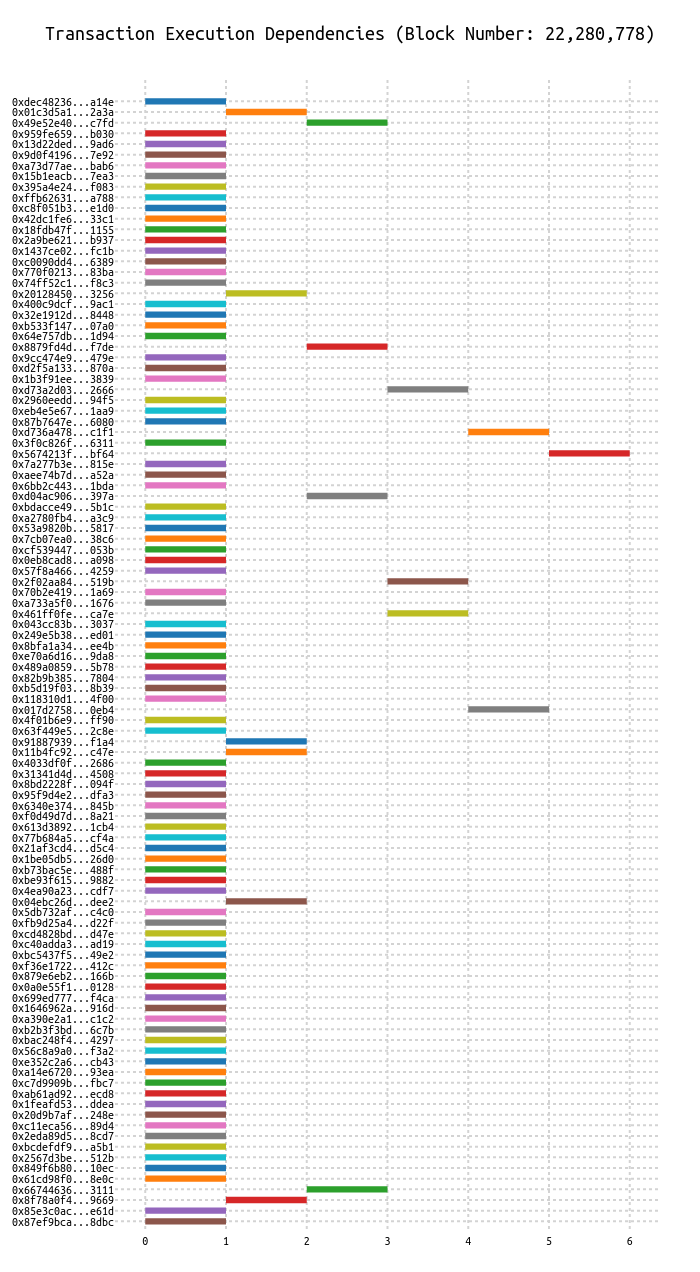 Transaction Execution Dependencies (Block Number: 22,280,778)
0xdec48236...a14e
0x01c3d5a1...2a3a
0x49e52e40...c7fd
0x959fe659...b030
0x13d22ded...9ad6
0x9d0f4196...7e92
0xa73d77ae...bab6
0x15b1eacb...7ea3
0x395a4e24...f083
0xffb62631...a788
0xc8f051b3...e1d0
0x42dc1fe6...33c1
0x18fdb47f...1155
0x2a9be621...b937
0x1437ce02...fc1b
0xc0090dd4...6389
0x770f0213...83ba
0x74ff52c1...f8c3
0x20128450...3256
0x400c9dcf...9ac1
0x32e1912d...8448
0xb533f147...07a0
0x64e757db...1d94
0x8879fd4d...f7de
0x9cc474e9...479e
0xd2f5a133...870a
0x1b3f91ee...3839
0xd73a2d03...2666
0x2960eedd...94f5
0xeb4e5e67...1aa9
0x87b7647e...6080
0xd736a478...c1f1
0x3f0c826f...6311
0x5674213f...bf64
0x7a277b3e...815e
0xaee74b7d...a52a
0x6bb2c443...1bda
0xd04ac906...397a
0xbdacce49...5b1c
0xa2780fb4...a3c9
0x53a9820b...5817
0x7cb07ea0...38c6
0xcf539447...053b
0x0eb8cad8...a098
0x57f8a466...4259
0x2f02aa84...519b
0x70b2e419...1a69
0xa733a5f0...1676
0x461ff0fe...ca7e
0x043cc83b...3037
0x249e5b38...ed01
0x8bfa1a34...ee4b
0xe70a6d16...9da8
0x489a0859...5b78
0x82b9b385...7804
0xb5d19f03...8b39
0x118310d1...4f00
0x017d2758...0eb4
0x4f01b6e9...ff90
0x63f449e5...2c8e
0x91887939...f1a4
0x11b4fc92...c47e
0x4033df0f...2686
0x31341d4d...4508
0x8bd2228f...094f
0x95f9d4e2...dfa3
0x6340e374...845b
0xf0d49d7d...8a21
0x613d3892...1cb4
0x77b684a5...cf4a
0x21af3cd4...d5c4
0x1be05db5...26d0
0xb73bac5e...488f
0xbe93f615...9882
0x4ea90a23...cdf7
0x04ebc26d...dee2
0x5db732af...c4c0
0xfb9d25a4...d22f
0xcd4828bd...d47e
0xc40adda3...ad19
0xbc5437f5...49e2
0xf36e1722...412c
0x879e6eb2...166b
0x0a0e55f1...0128
0x699ed777...f4ca
0x1646962a...916d
0xa390e2a1...c1c2
0xb2b3f3bd...6c7b
0xbac248f4...4297
0x56c8a9a0...f3a2
0xe352c2a6...cb43
0xa14e6720...93ea
0xc7d9909b...fbc7
0xab61ad92...ecd8
0x1feafd53...ddea
0x20d9b7af...248e
0xc11eca56...89d4
0x2eda89d5...8cd7
0xbcdefdf9...a5b1
0x2567d3be...512b
0x849f6b80...10ec
0x61cd98f0...8e0c
0x66744636...3111
0x8f78a0f4...9669
0x85e3c0ac...e61d
0x87ef9bca...8dbc
0 1 2 3 4 5 6